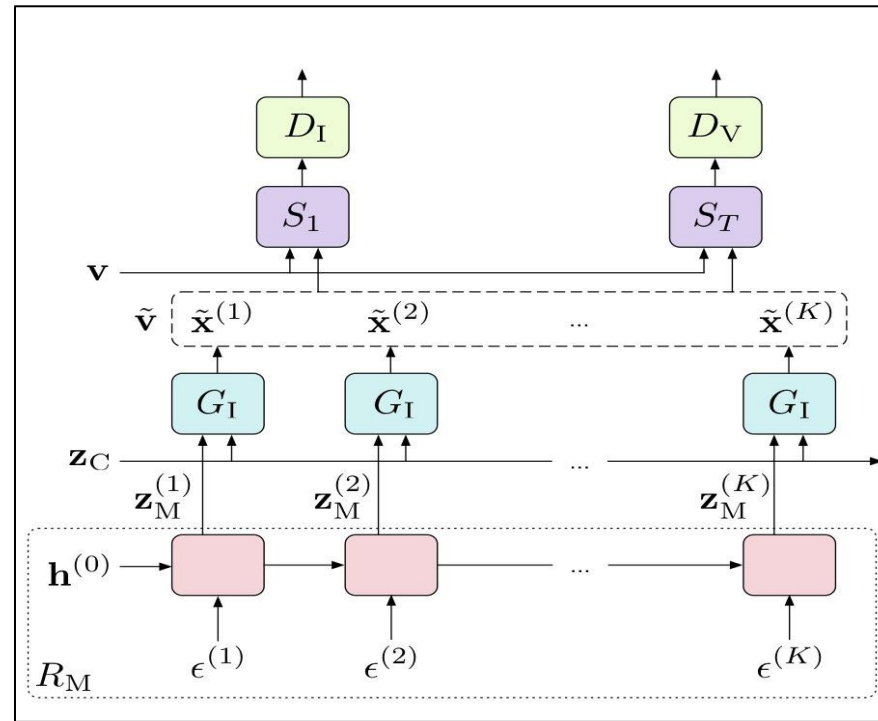 D_I D_V
S_1 S_T
v
ṽ x̃^(1) x̃^(2) ... x̃^(K)
G_I G_I G_I
z_C ...
z_M^(1) z_M^(2) z_M^(K)
h^(0) ...
ϵ^(1) ϵ^(2) ϵ^(K)
R_M